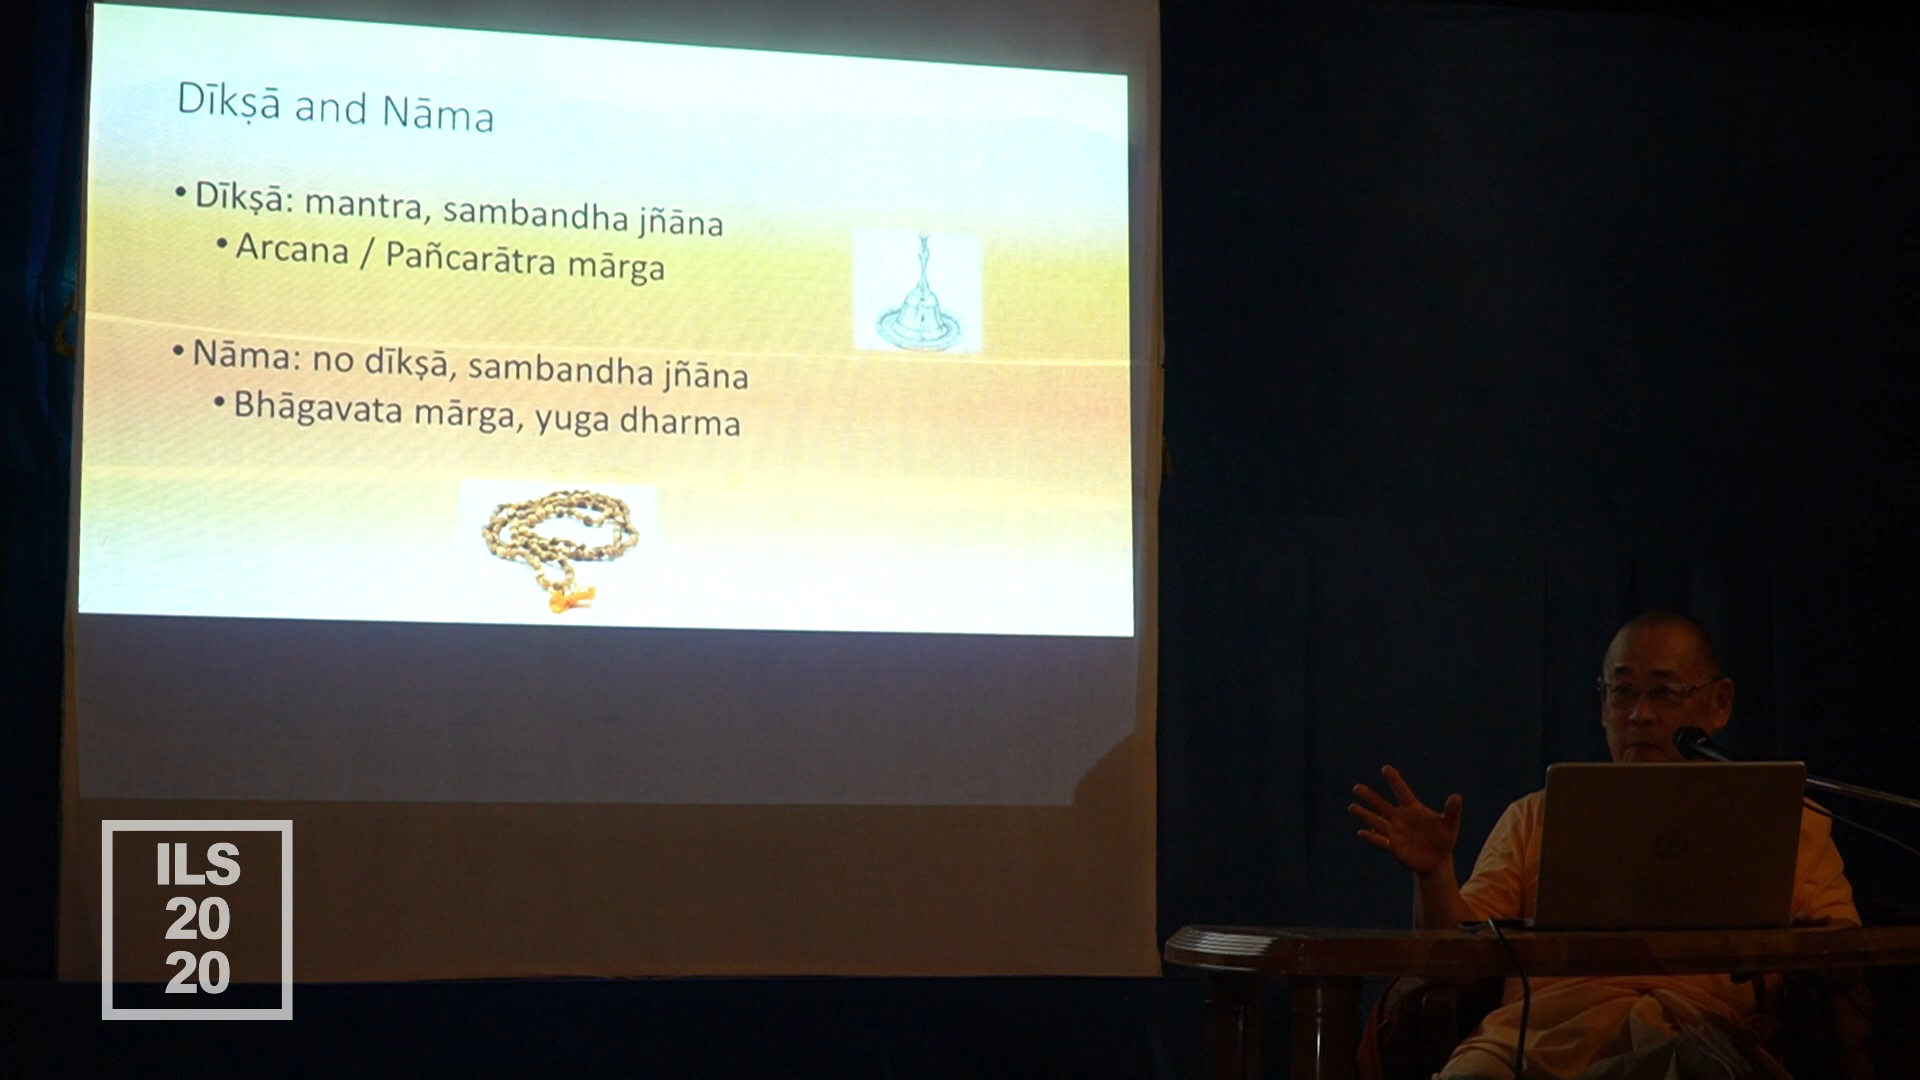 Dīkṣā and Nāma
• Dīkṣā: mantra, sambandha jñāna
• Arcana / Pañcarātra mārga
• Nāma: no dīkṣā, sambandha jñāna
• Bhāgavata mārga, yuga dharma
ILS
20
20